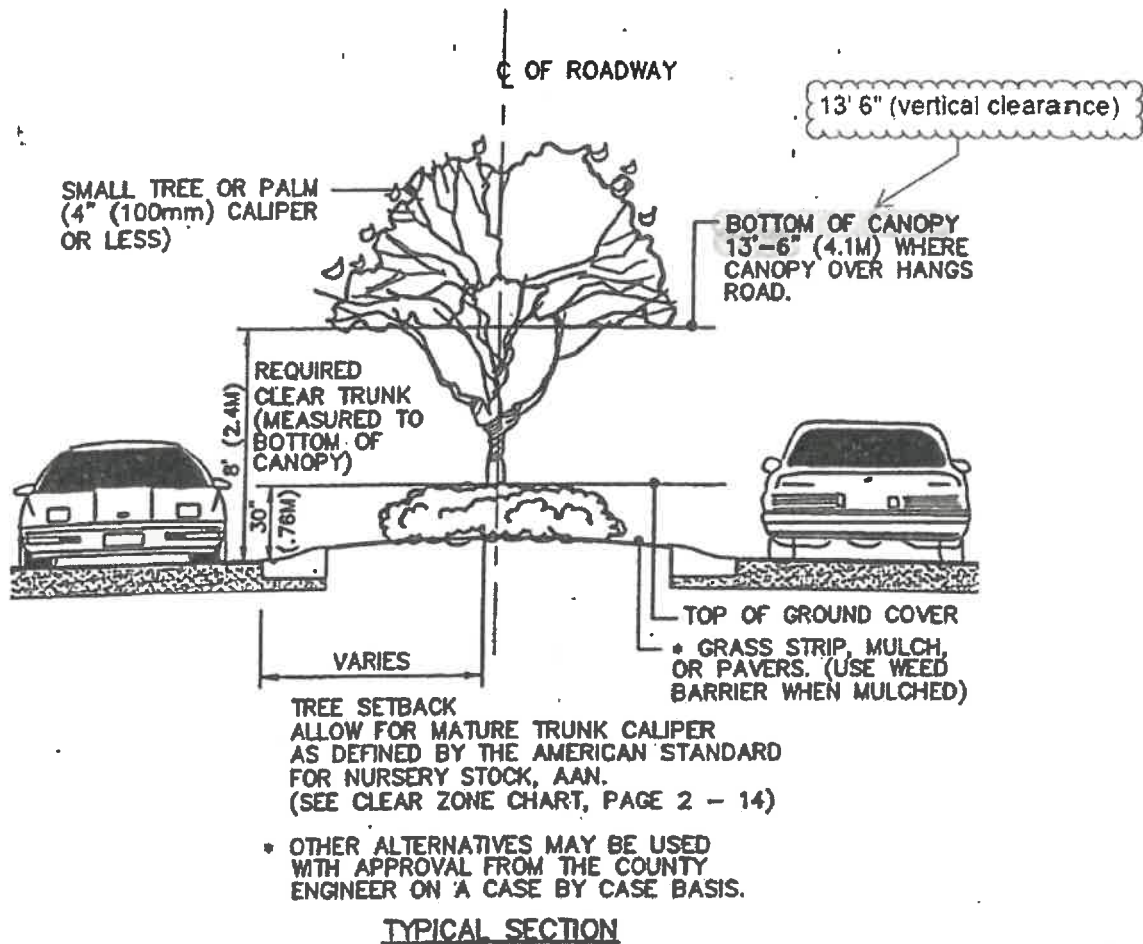 ℄ OF ROADWAY
13' 6" (vertical clearance)
SMALL TREE OR PALM
(4" (100mm) CALIPER
OR LESS)
BOTTOM OF CANOPY
13'-6" (4.1M) WHERE
CANOPY OVER HANGS
ROAD.
REQUIRED
CLEAR TRUNK
(MEASURED TO
BOTTOM OF
CANOPY)
8' (2.4M)
30"
(.76M)
TOP OF GROUND COVER
* GRASS STRIP, MULCH,
OR PAVERS. (USE WEED
BARRIER WHEN MULCHED)
VARIES
TREE SETBACK
ALLOW FOR MATURE TRUNK CALIPER
AS DEFINED BY THE AMERICAN STANDARD
FOR NURSERY STOCK, AAN.
(SEE CLEAR ZONE CHART, PAGE 2 - 14)
* OTHER ALTERNATIVES MAY BE USED
WITH APPROVAL FROM THE COUNTY
ENGINEER ON A CASE BY CASE BASIS.
TYPICAL SECTION